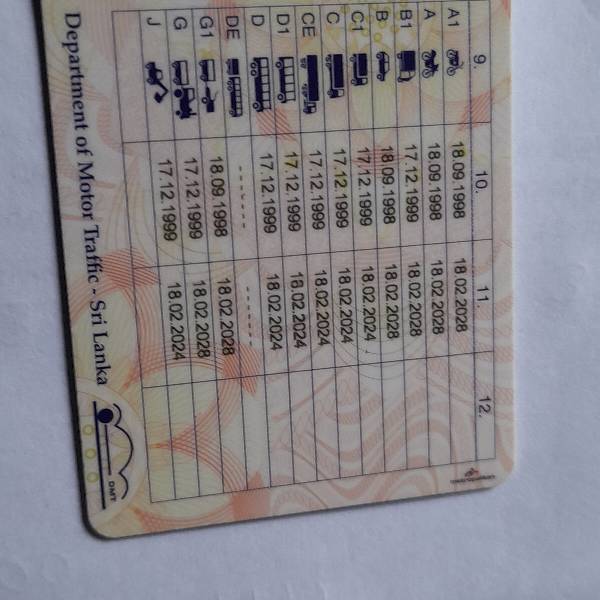 9. 10. 11. 12.
A1 18.09.1998 18.02.2028
A 18.09.1998 18.02.2028
B1 17.12.1999 18.02.2028
B 18.09.1998 18.02.2028
C1 17.12.1999 18.02.2024
C 17.12.1999 18.02.2024
CE 17.12.1999 18.02.2024
D1 17.12.1999 18.02.2024
D 17.12.1999 18.02.2024
DE ------- -------
G1 18.09.1998 18.02.2028
G 17.12.1999 18.02.2028
J 17.12.1999 18.02.2024
Department of Motor Traffic - Sri Lanka
DMT